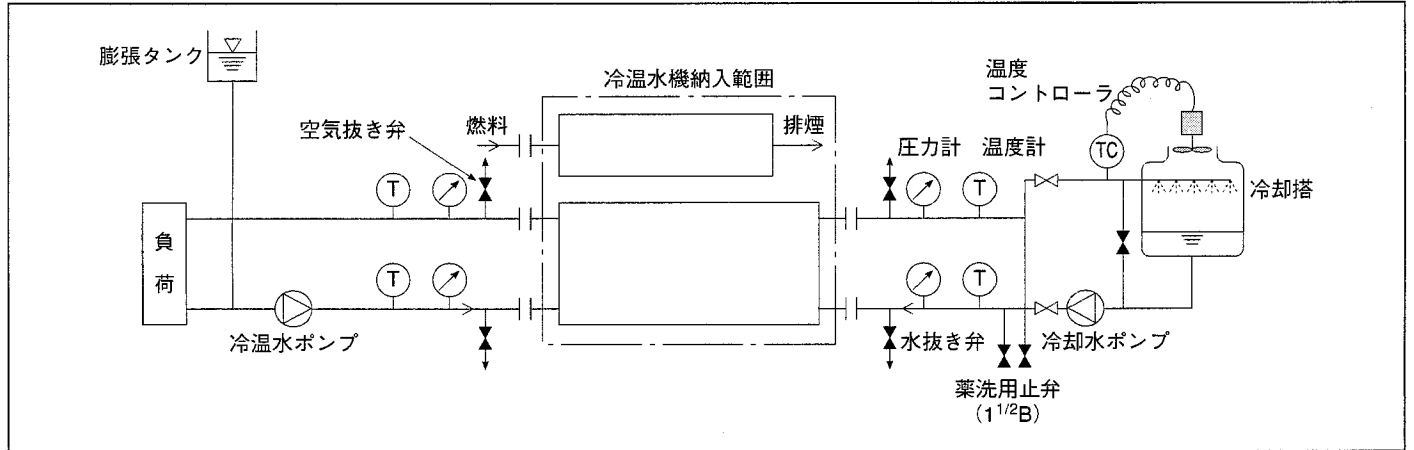 膨張タンク
冷温水機納入範囲
温度
コントローラ
空気抜き弁
燃料
排煙
圧力計
温度計
TC
冷却搭
T
T
負
荷
T
T
冷温水ポンプ
水抜き弁
冷却水ポンプ
薬洗用止弁
(1 1/2B)